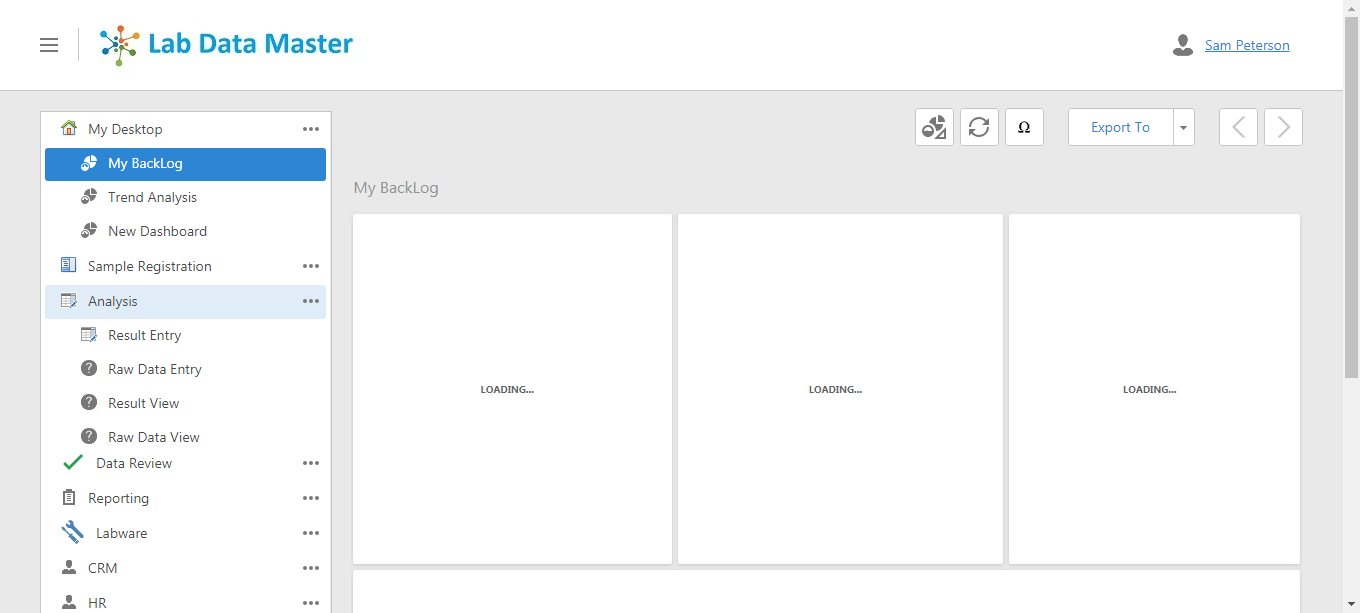 Lab Data Master
Sam Peterson
My Desktop
My BackLog
Trend Analysis
New Dashboard
Sample Registration
Analysis
Result Entry
Raw Data Entry
Result View
Raw Data View
Data Review
Reporting
Labware
CRM
HR
Ω
Export To
My BackLog
LOADING...
LOADING...
LOADING...